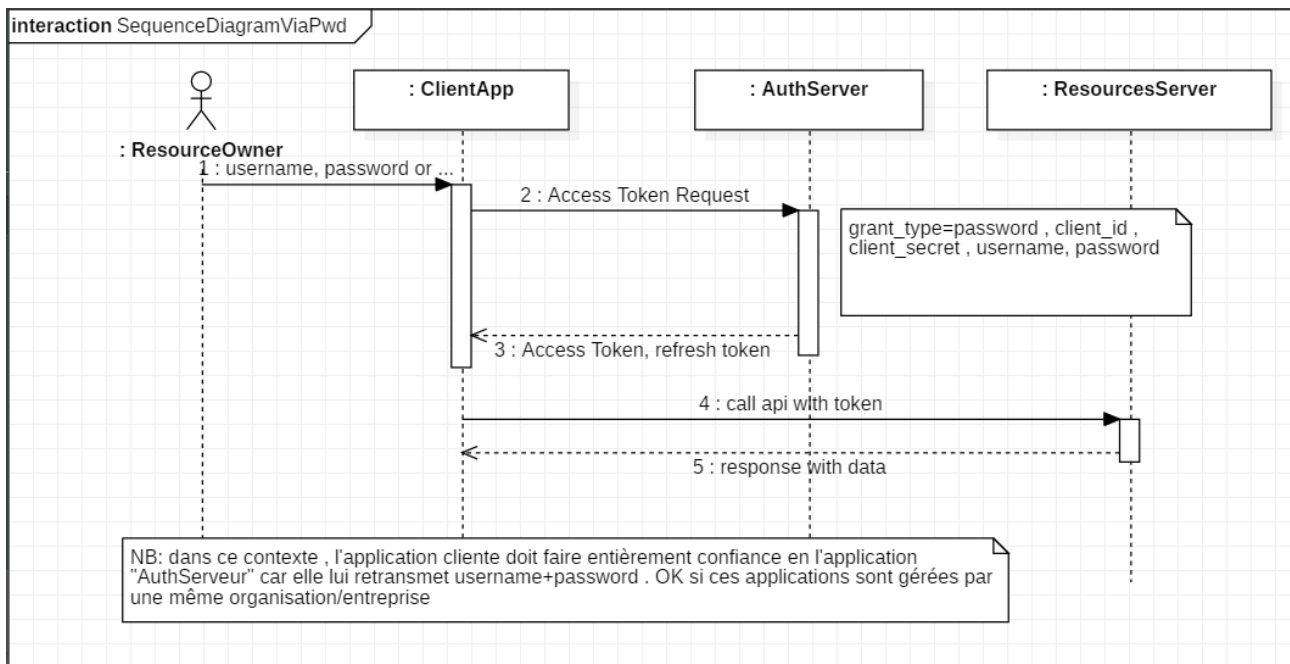 interaction SequenceDiagramViaPwd
: ClientApp
: AuthServer
: ResourcesServer
: ResourceOwner
1 : username, password or ...
2 : Access Token Request
grant_type=password , client_id ,
client_secret , username, password
3 : Access Token, refresh token
4 : call api with token
5 : response with data
NB: dans ce contexte , l'application cliente doit faire entièrement confiance en l'application
"AuthServeur" car elle lui retransmet username+password . OK si ces applications sont gérées par
une même organisation/entreprise